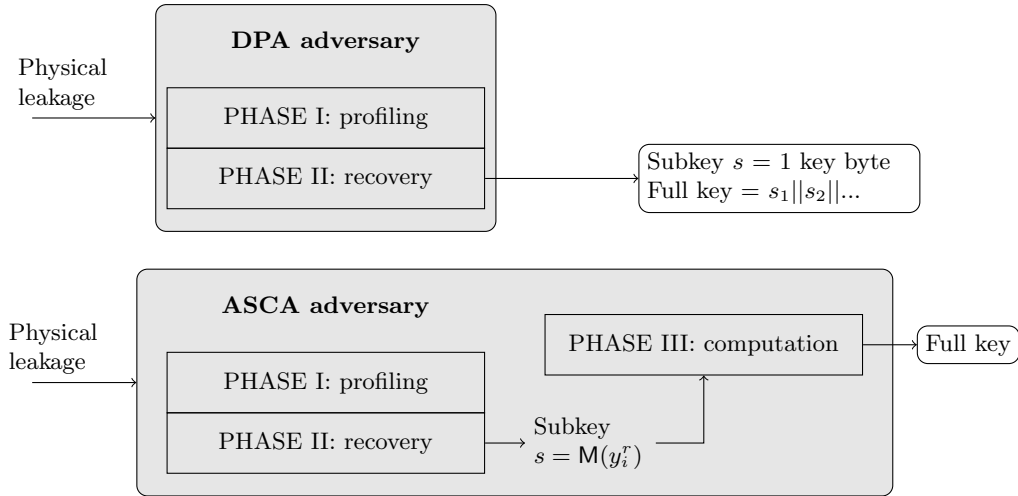 DPA adversary
Physical
leakage
PHASE I: profiling
PHASE II: recovery
Subkey s = 1 key byte
Full key = s₁||s₂||...
ASCA adversary
Physical
leakage
PHASE III: computation
Full key
PHASE I: profiling
PHASE II: recovery
Subkey
s = M(yᵢʳ)